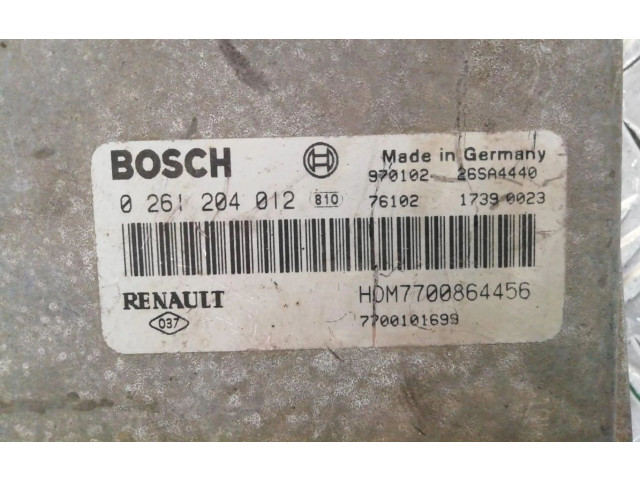 BOSCH Made in Germany
970102 26SA4440
0 261 204 012 810 76102 1739 0023
RENAULT HOM7700864456
037 7700101699